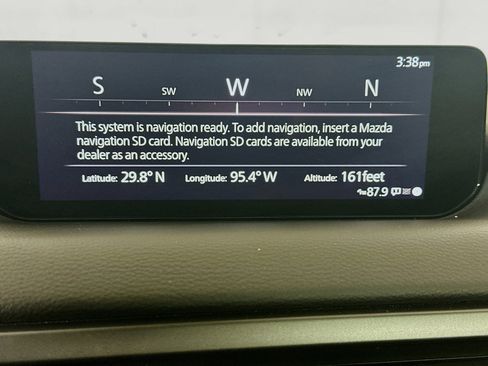 3:38pm
S SW W NW N
This system is navigation ready. To add navigation, insert a Mazda
navigation SD card. Navigation SD cards are available from your
dealer as an accessory.
Latitude: 29.8° N Longitude: 95.4° W Altitude: 161feet
87.9